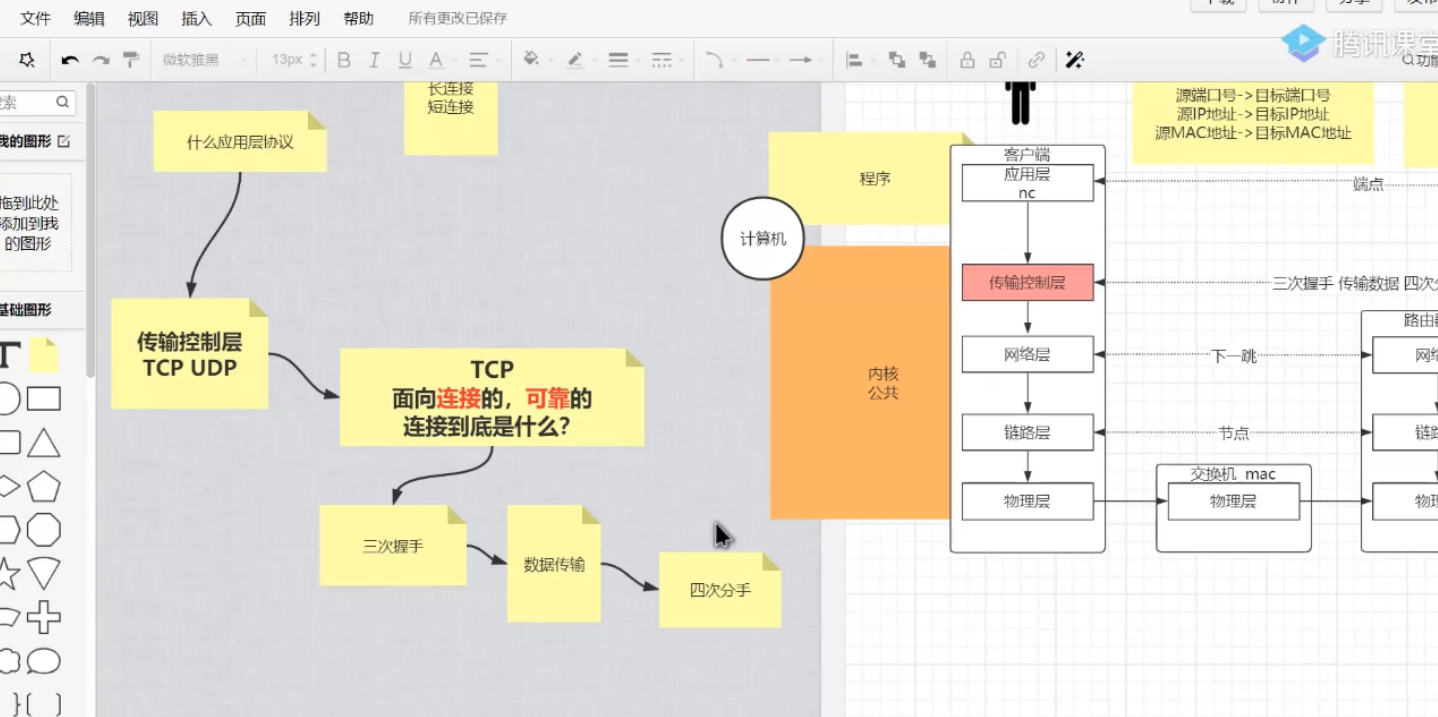 文件 编辑 视图 插入 页面 排列 帮助 所有更改已保存
微软雅黑 13px B I U A
腾讯课堂
功能
搜索
我的图形
拖到此处
添加到我
的图形
基础图形
长连接
短连接
什么应用层协议
传输控制层
TCP UDP
TCP
面向连接的，可靠的
连接到底是什么？
三次握手
数据传输
四次分手
计算机
程序
内核
公共
客户端
应用层
nc
传输控制层
网络层
链路层
物理层
源端口号->目标端口号
源IP地址->目标IP地址
源MAC地址->目标MAC地址
端点
三次握手 传输数据 四次分
下一跳
节点
交换机 mac
物理层
路由器
网络
链路
物理